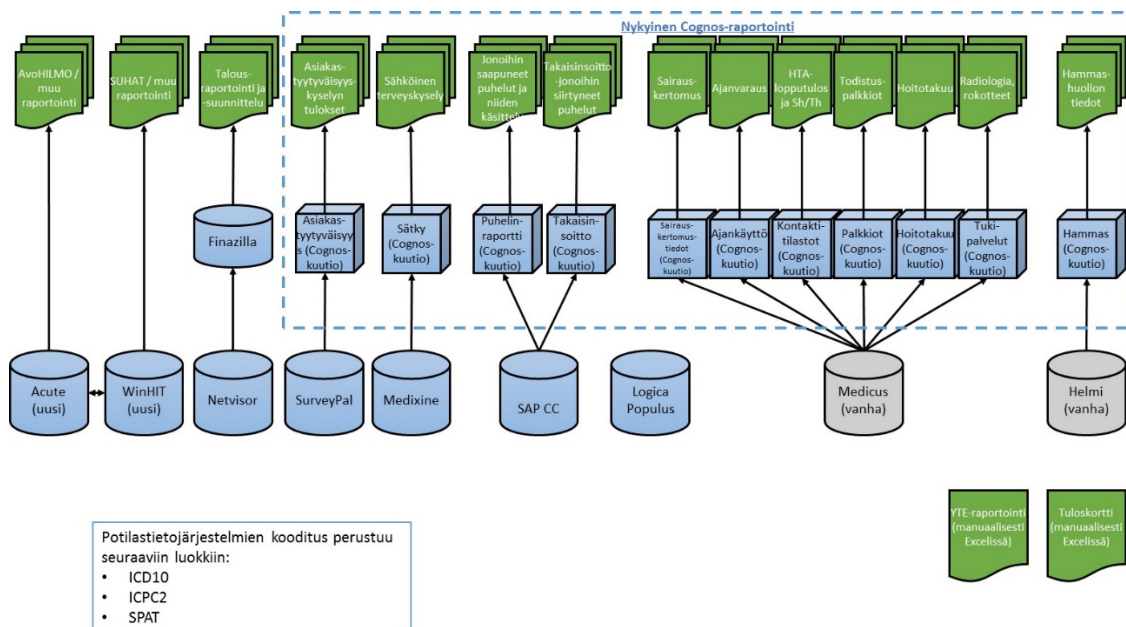 Nykyinen Cognos-raportointi
AvoHILMO /
muu
raportointi
SUHAT / muu
raportointi
Talous-
raportointi ja
-suunnittelu
Asiakas-
tyytyväisyys-
kyselyn
tulokset
Sähköinen
terveyskysely
Jonoihin
saapuneet
puhelut ja
niiden
käsittely
Takaisinsoitto
-jonoihin
siirtyneet
puhelut
Sairaus-
kertomus
Ajanvaraus
HTA-
lopputulos
ja Sh/Th
Todistus-
palkkiot
Hoitotakuu
Radiologia,
rokotteet
Hammas-
huollon
tiedot
Finazilla
Asiakas-
tyytyväisyy
s (Cognos-
kuutio)
Sätky
(Cognos-
kuutio)
Puhelin-
raportti
(Cognos-
kuutio)
Takaisin-
soitto
(Cognos-
kuutio)
Sairaus-
kertomus-
tiedot
(Cognos-
kuutio)
Ajankäyttö
(Cognos-
kuutio)
Kontakti-
tilastot
(Cognos-
kuutio)
Palkkiot
(Cognos-
kuutio)
Hoitotakuu
(Cognos-
kuutio)
Tuki-
palvelut
(Cognos-
kuutio)
Hammas
(Cognos-
kuutio)
Acute
(uusi)
WinHIT
(uusi)
Netvisor
SurveyPal
Medixine
SAP CC
Logica
Populus
Medicus
(vanha)
Helmi
(vanha)
YTE-raportointi
(manuaalisesti
Excelissä)
Tuloskortti
(manuaalisesti
Excelissä)
Potilastietojärjestelmien kooditus perustuu
seuraaviin luokkiin:
• ICD10
• ICPC2
• SPAT